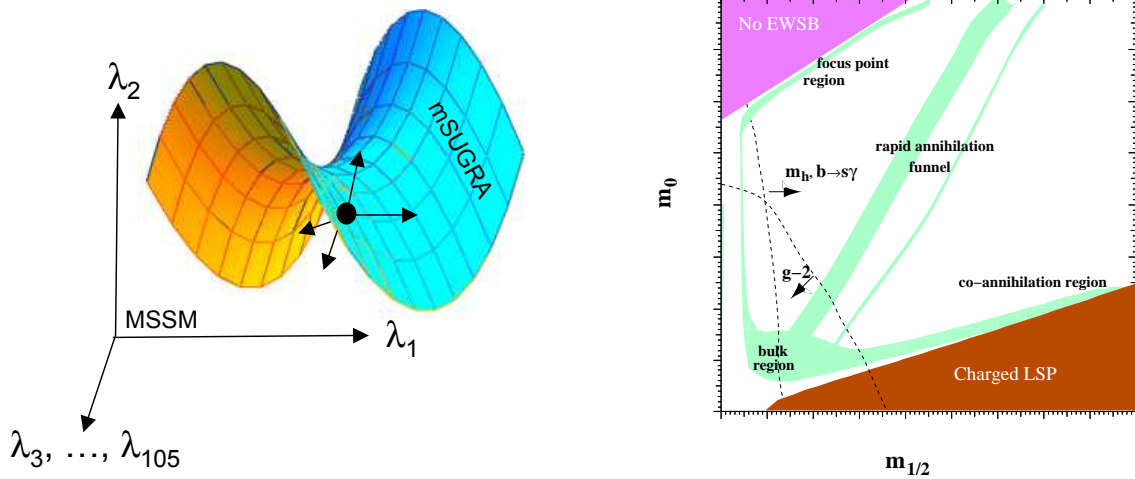 λ2
mSUGRA
MSSM
λ1
λ3, …, λ105
No EWSB
focus point
region
rapid annihilation
funnel
mh, b→sγ
m0
g−2
co−annihilation region
bulk
region
Charged LSP
m1/2